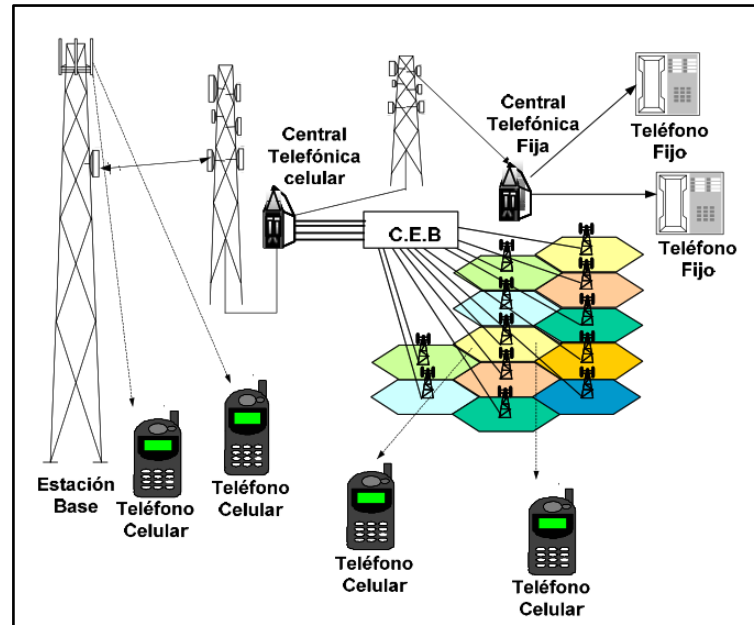 Central
Telefónica
celular
Central
Telefónica
Fija
Teléfono
Fijo
Teléfono
Fijo
C.E.B
Estación
Base
Teléfono
Celular
Teléfono
Celular
Teléfono
Celular
Teléfono
Celular